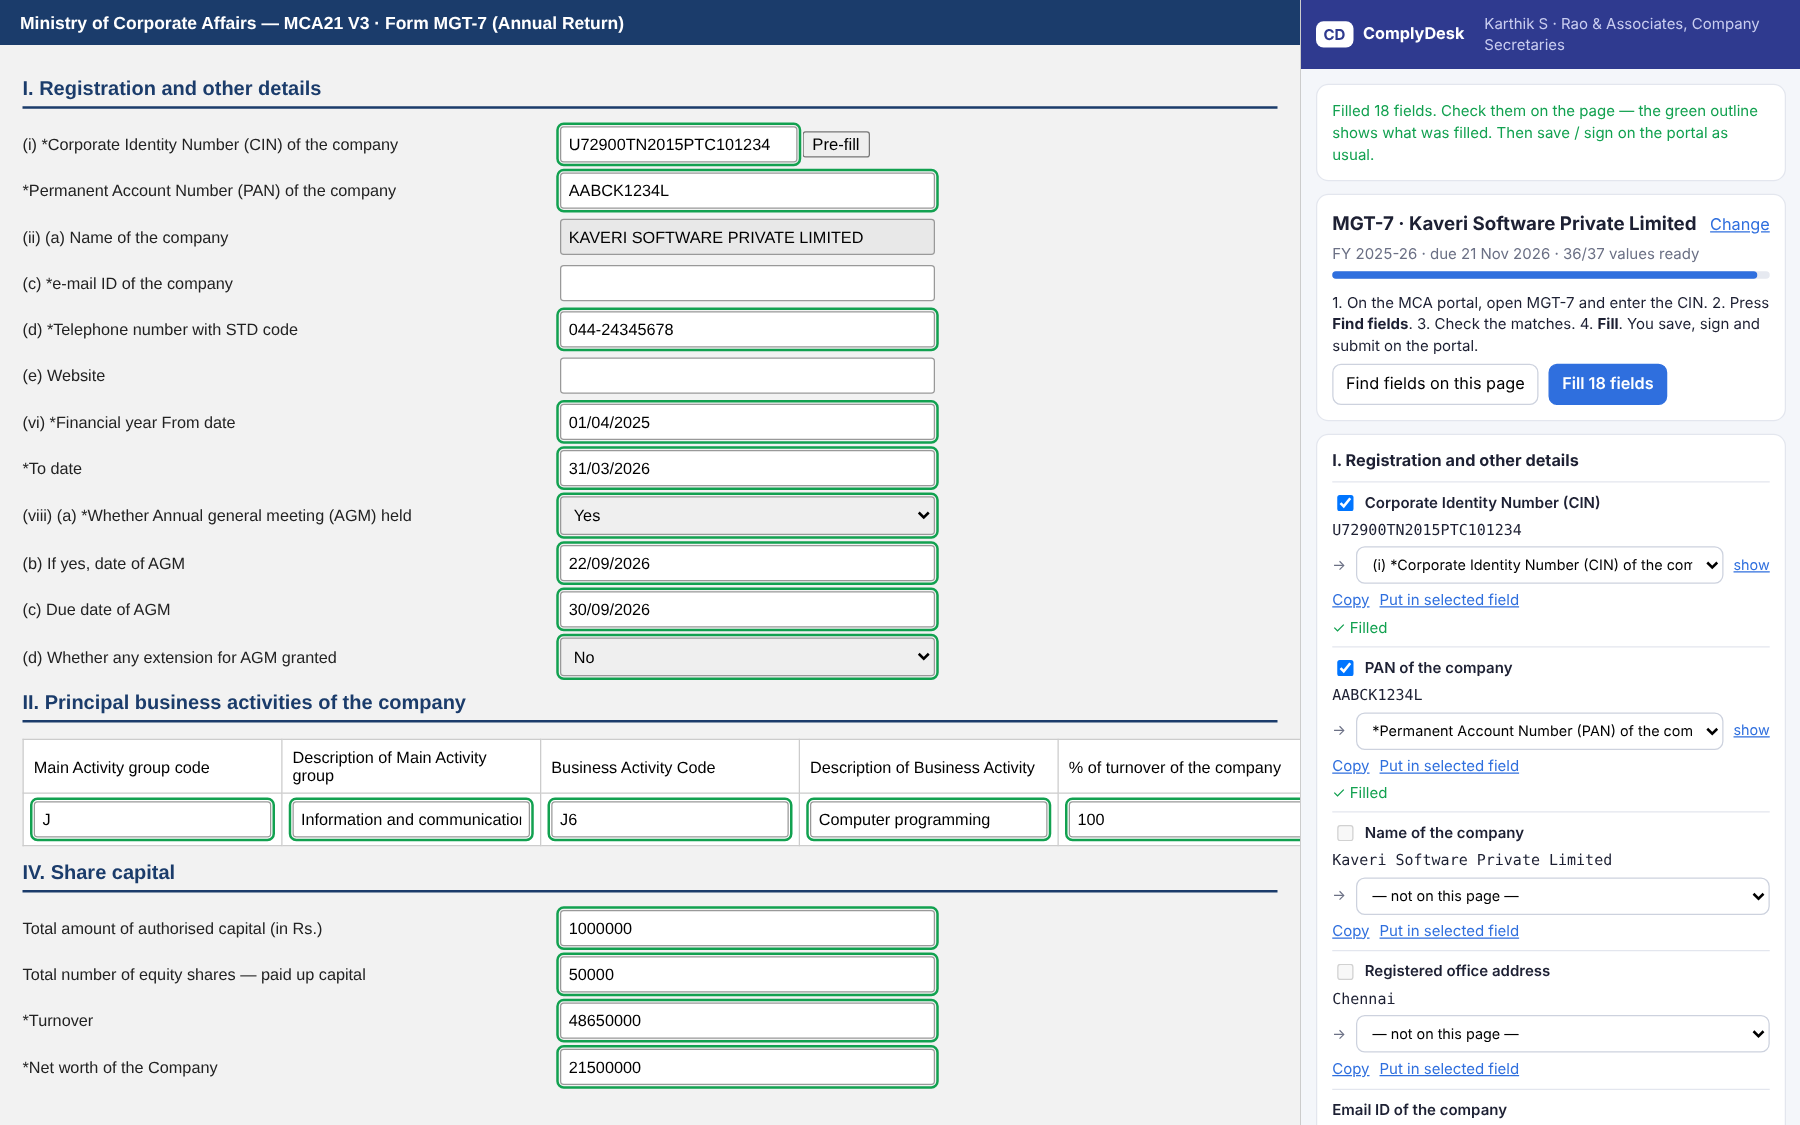 Ministry of Corporate Affairs — MCA21 V3 · Form MGT-7 (Annual Return)
I. Registration and other details
(i) *Corporate Identity Number (CIN) of the company
U72900TN2015PTC101234
Pre-fill
*Permanent Account Number (PAN) of the company
AABCK1234L
(ii) (a) Name of the company
KAVERI SOFTWARE PRIVATE LIMITED
(c) *e-mail ID of the company
(d) *Telephone number with STD code
044-24345678
(e) Website
(vi) *Financial year From date
01/04/2025
*To date
31/03/2026
(viii) (a) *Whether Annual general meeting (AGM) held
Yes
(b) If yes, date of AGM
22/09/2026
(c) Due date of AGM
30/09/2026
(d) Whether any extension for AGM granted
No
II. Principal business activities of the company
Main Activity group code
Description of Main Activity
group
Business Activity Code
Description of Business Activity
% of turnover of the company
J
Information and communication
J6
Computer programming
100
IV. Share capital
Total amount of authorised capital (in Rs.)
1000000
Total number of equity shares — paid up capital
50000
*Turnover
48650000
*Net worth of the Company
21500000
CD
ComplyDesk
Karthik S · Rao & Associates, Company
Secretaries
Filled 18 fields. Check them on the page — the green outline
shows what was filled. Then save / sign on the portal as
usual.
MGT-7 · Kaveri Software Private Limited
Change
FY 2025-26 · due 21 Nov 2026 · 36/37 values ready
1. On the MCA portal, open MGT-7 and enter the CIN. 2. Press
Find fields. 3. Check the matches. 4. Fill. You save, sign and
submit on the portal.
Find fields on this page
Fill 18 fields
I. Registration and other details
Corporate Identity Number (CIN)
U72900TN2015PTC101234
→ (i) *Corporate Identity Number (CIN) of the com
show
Copy Put in selected field
✓ Filled
PAN of the company
AABCK1234L
→ *Permanent Account Number (PAN) of the com
show
Copy Put in selected field
✓ Filled
Name of the company
Kaveri Software Private Limited
→ — not on this page —
Copy Put in selected field
Registered office address
Chennai
→ — not on this page —
Copy Put in selected field
Email ID of the company